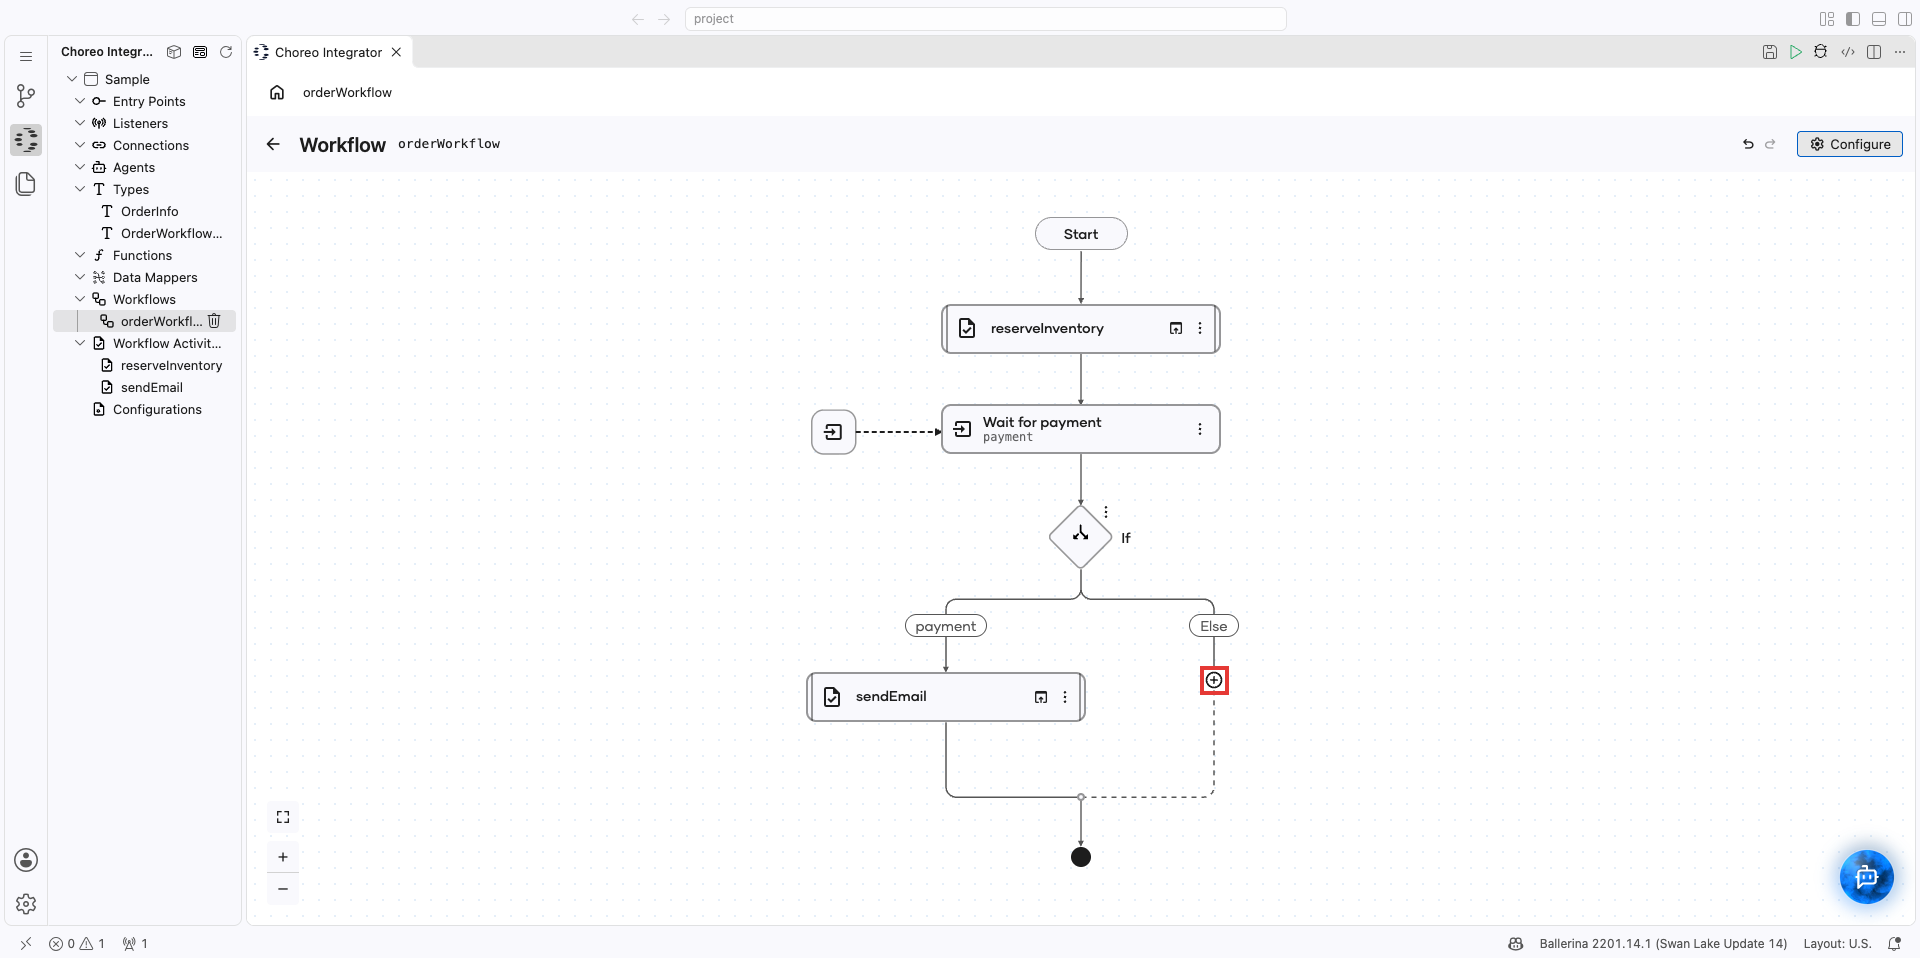 project
Choreo Integr...
Choreo Integrator
Sample
Entry Points
Listeners
Connections
Agents
Types
OrderInfo
OrderWorkflow...
Functions
Data Mappers
Workflows
orderWorkfl...
Workflow Activit...
reserveInventory
sendEmail
Configurations
orderWorkflow
Workflow orderWorkflow
Configure
Start
reserveInventory
Wait for payment
payment
If
payment
Else
sendEmail
0 1 1
Ballerina 2201.14.1 (Swan Lake Update 14)
Layout: U.S.